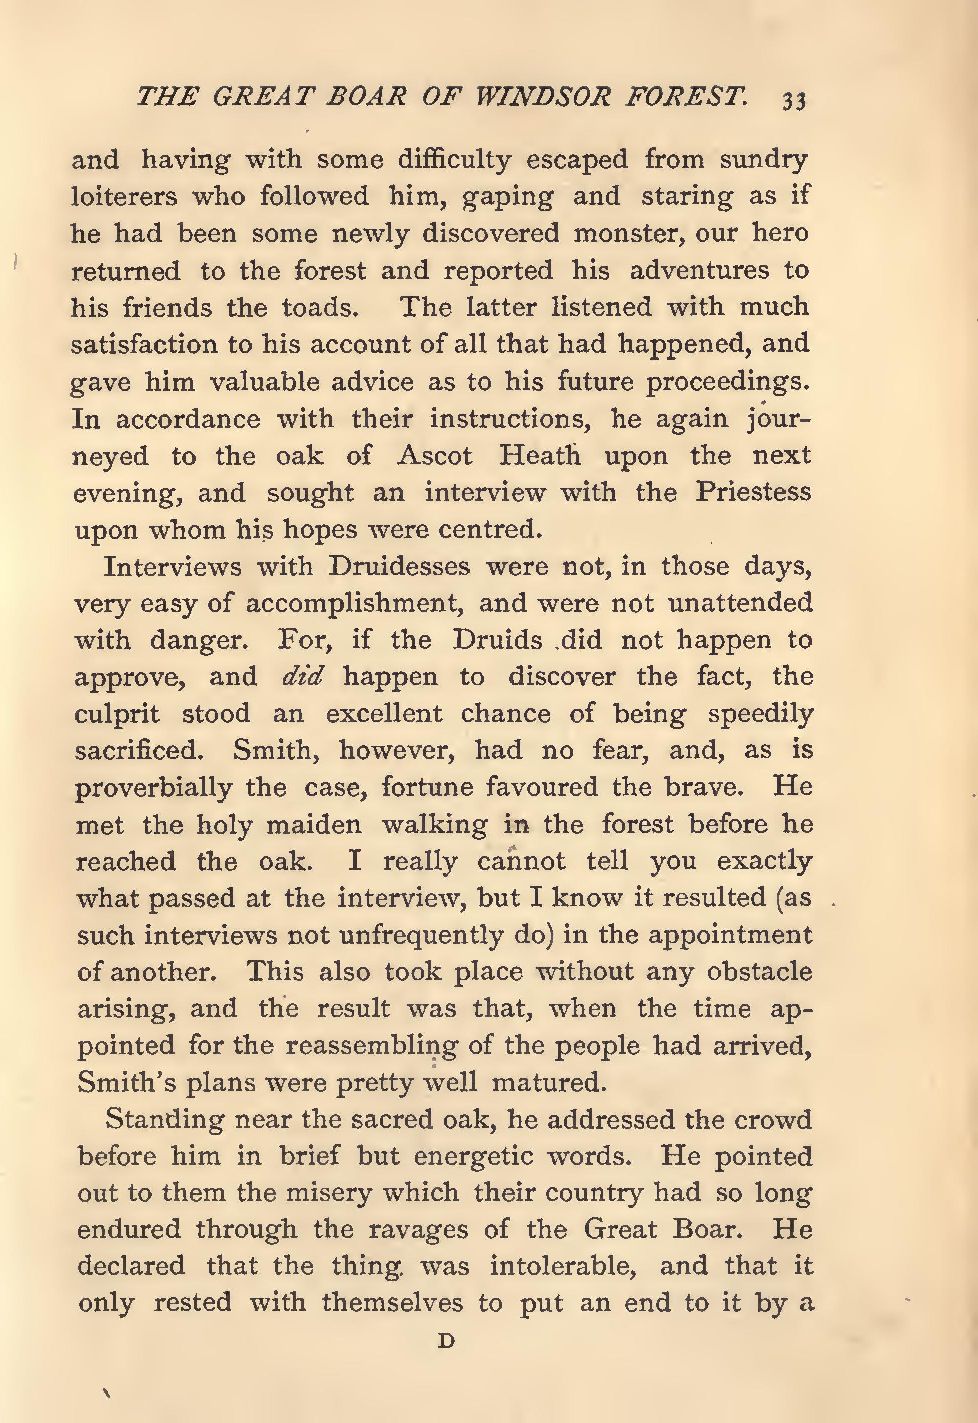 THE GREAT BOAR OF WINDSOR FOREST. 33
and having with some difficulty escaped from sundry
loiterers who followed him, gaping and staring as if
he had been some newly discovered monster, our hero
returned to the forest and reported his adventures to
his friends the toads. The latter listened with much
satisfaction to his account of all that had happened, and
gave him valuable advice as to his future proceedings.
In accordance with their instructions, he again jour-
neyed to the oak of Ascot Heath upon the next
evening, and sought an interview with the Priestess
upon whom his hopes were centred.
Interviews with Druidesses were not, in those days,
very easy of accomplishment, and were not unattended
with danger. For, if the Druids did not happen to
approve, and did happen to discover the fact, the
culprit stood an excellent chance of being speedily
sacrificed. Smith, however, had no fear, and, as is
proverbially the case, fortune favoured the brave. He
met the holy maiden walking in the forest before he
reached the oak. I really cannot tell you exactly
what passed at the interview, but I know it resulted (as
such interviews not unfrequently do) in the appointment
of another. This also took place without any obstacle
arising, and the result was that, when the time ap-
pointed for the reassembling of the people had arrived,
Smith's plans were pretty well matured.
Standing near the sacred oak, he addressed the crowd
before him in brief but energetic words. He pointed
out to them the misery which their country had so long
endured through the ravages of the Great Boar. He
declared that the thing was intolerable, and that it
only rested with themselves to put an end to it by a
D